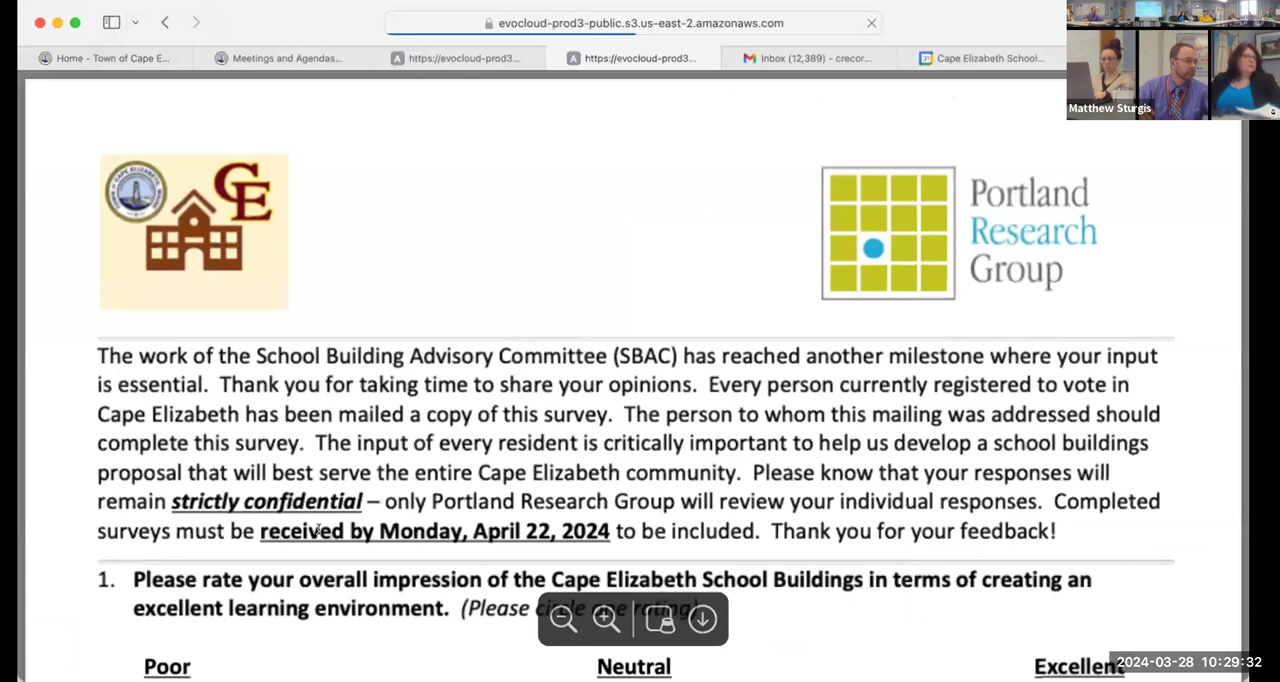 evocloud-prod3-public.s3.us-east-2.amazonaws.com
Home - Town of Cape E...
Meetings and Agendas...
https://evocloud-prod3...
https://evocloud-prod3...
Inbox (12,389) - crecor...
Cape Elizabeth School...
Matthew Sturgis
CE
Portland
Research
Group
The work of the School Building Advisory Committee (SBAC) has reached another milestone where your input
is essential. Thank you for taking time to share your opinions. Every person currently registered to vote in
Cape Elizabeth has been mailed a copy of this survey. The person to whom this mailing was addressed should
complete this survey. The input of every resident is critically important to help us develop a school buildings
proposal that will best serve the entire Cape Elizabeth community. Please know that your responses will
remain strictly confidential – only Portland Research Group will review your individual responses. Completed
surveys must be received by Monday, April 22, 2024 to be included. Thank you for your feedback!
1. Please rate your overall impression of the Cape Elizabeth School Buildings in terms of creating an
excellent learning environment. (Please circle one rating)
Poor Neutral Excellent
2024-03-28 10:29:32